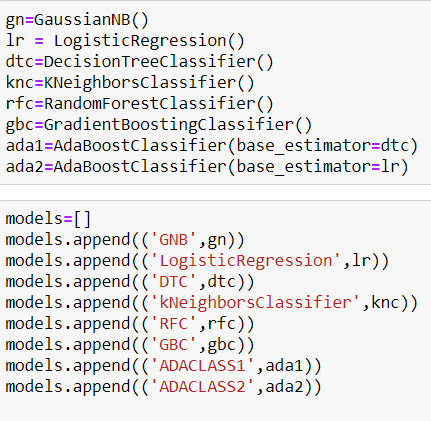 gn=GaussianNB()
lr = LogisticRegression()
dtc=DecisionTreeClassifier()
knc=KNeighborsClassifier()
rfc=RandomForestClassifier()
gbc=GradientBoostingClassifier()
ada1=AdaBoostClassifier(base_estimator=dtc)
ada2=AdaBoostClassifier(base_estimator=lr)
models=[]
models.append(('GNB',gn))
models.append(('LogisticRegression',lr))
models.append(('DTC',dtc))
models.append(('kNeighborsClassifier',knc))
models.append(('RFC',rfc))
models.append(('GBC',gbc))
models.append(('ADACLASS1',ada1))
models.append(('ADACLASS2',ada2))